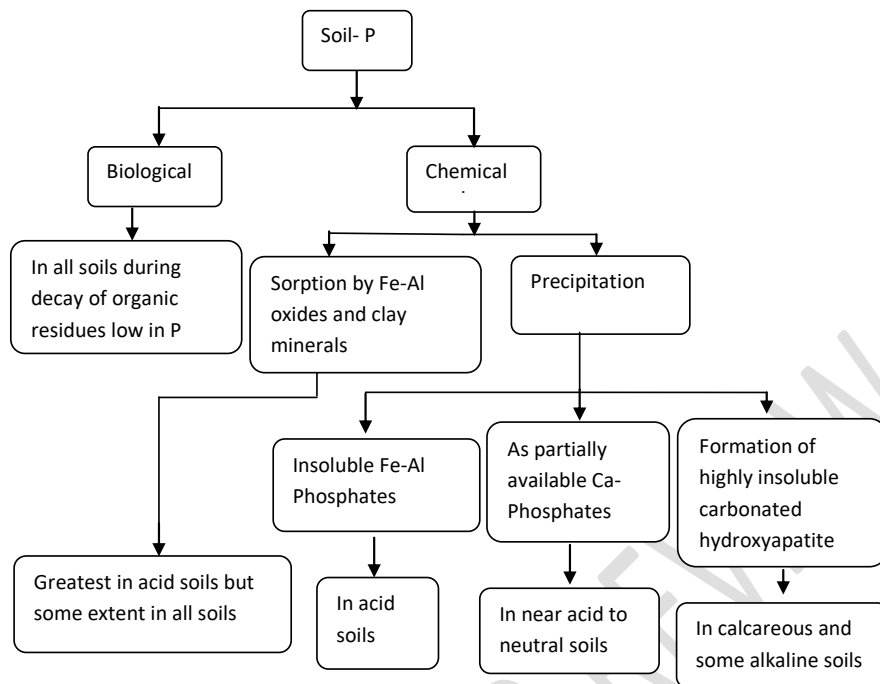 Soil- P
Biological
Chemical
In all soils during
decay of organic
residues low in P
Sorption by Fe-Al
oxides and clay
minerals
Precipitation
Insoluble Fe-Al
Phosphates
As partially
available Ca-
Phosphates
Formation of
highly insoluble
carbonated
hydroxyapatite
Greatest in acid soils but
some extent in all soils
In acid
soils
In near acid to
neutral soils
In calcareous and
some alkaline soils